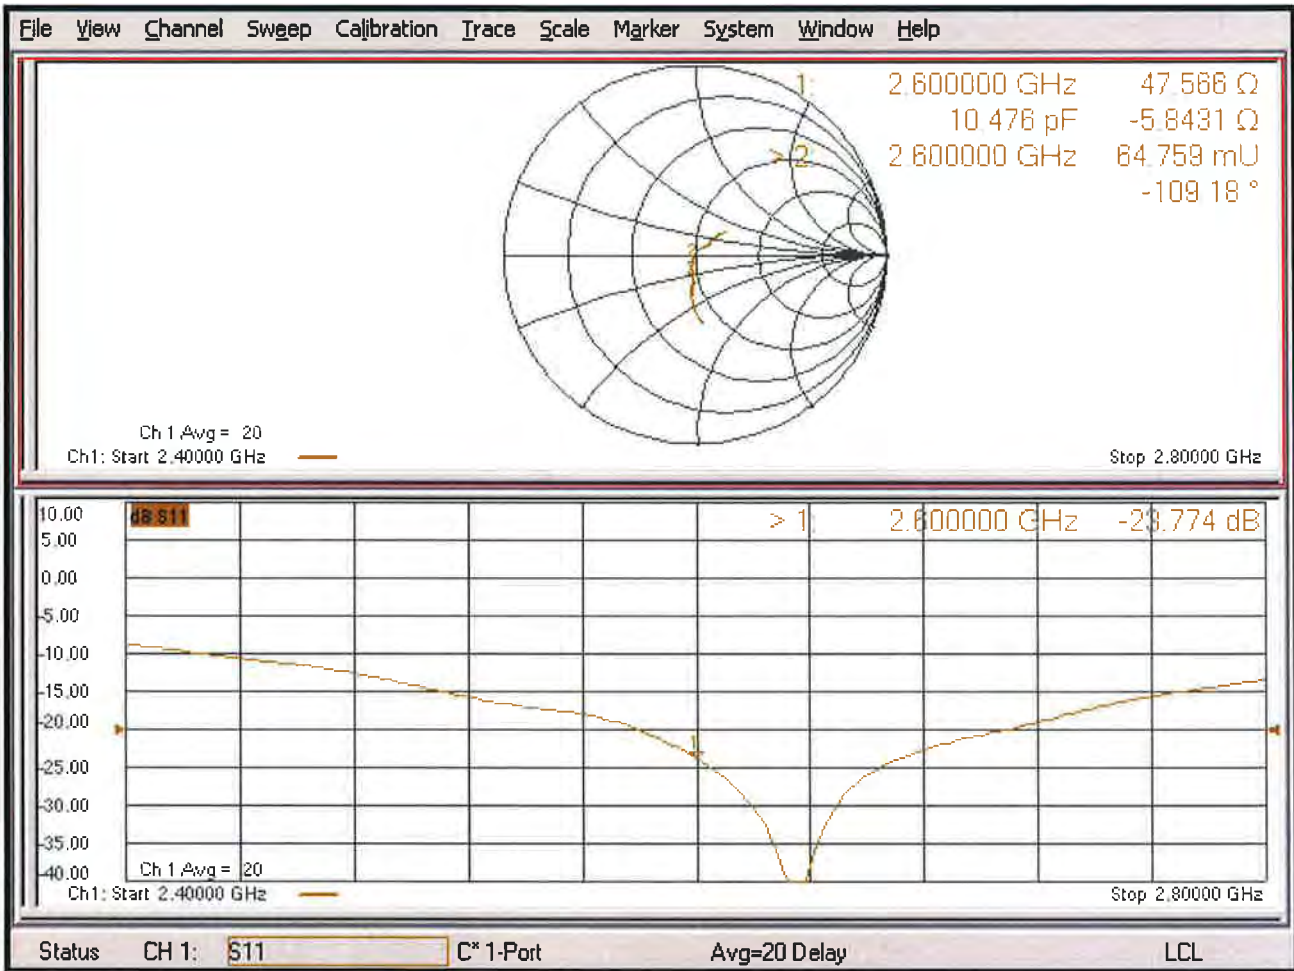 File View Channel Sweep Calibration Trace Scale Marker System Window Help
1: 2.600000 GHz 47.566 Ω
10.476 pF -5.8431 Ω
> 2: 2.600000 GHz 64.759 mU
-109.18 °
Ch 1 Avg = 20
Ch1: Start 2.40000 GHz
Stop 2.80000 GHz
10.00
dB S11
> 1: 2.600000 GHz -23.774 dB
5.00
0.00
-5.00
-10.00
-15.00
-20.00
-25.00
-30.00
-35.00
-40.00
1
Ch 1 Avg = 20
Ch1: Start 2.40000 GHz
Stop 2.80000 GHz
Status CH 1: S11 C* 1-Port Avg=20 Delay LCL